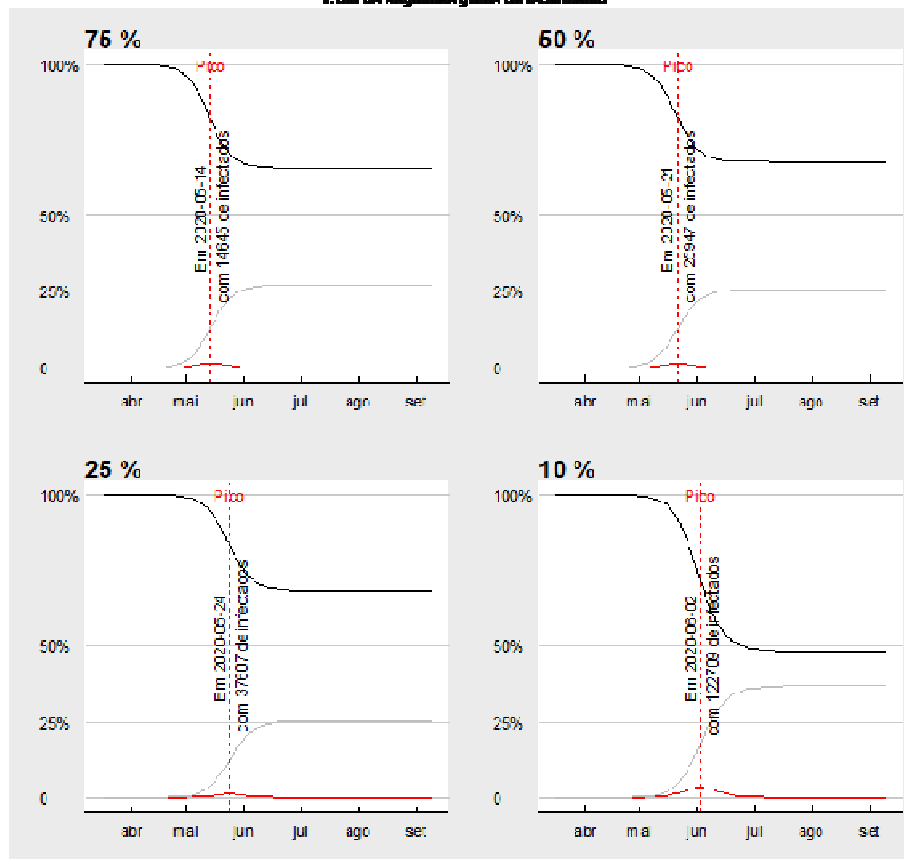 75 %
100%
50%
25%
0
Pico
Em 2020-05-14
com 14645 de infectados
abr mai jun jul ago set
50 %
100%
50%
25%
0
Pico
Em 2020-05-21
com 25947 de infectados
abr mai jun jul ago set
25 %
100%
50%
25%
0
Pico
Em 2020-05-24
com 37607 de infectados
abr mai jun jul ago set
10 %
100%
50%
25%
0
Pico
Em 2020-06-02
com 122709 de infectados
abr mai jun jul ago set